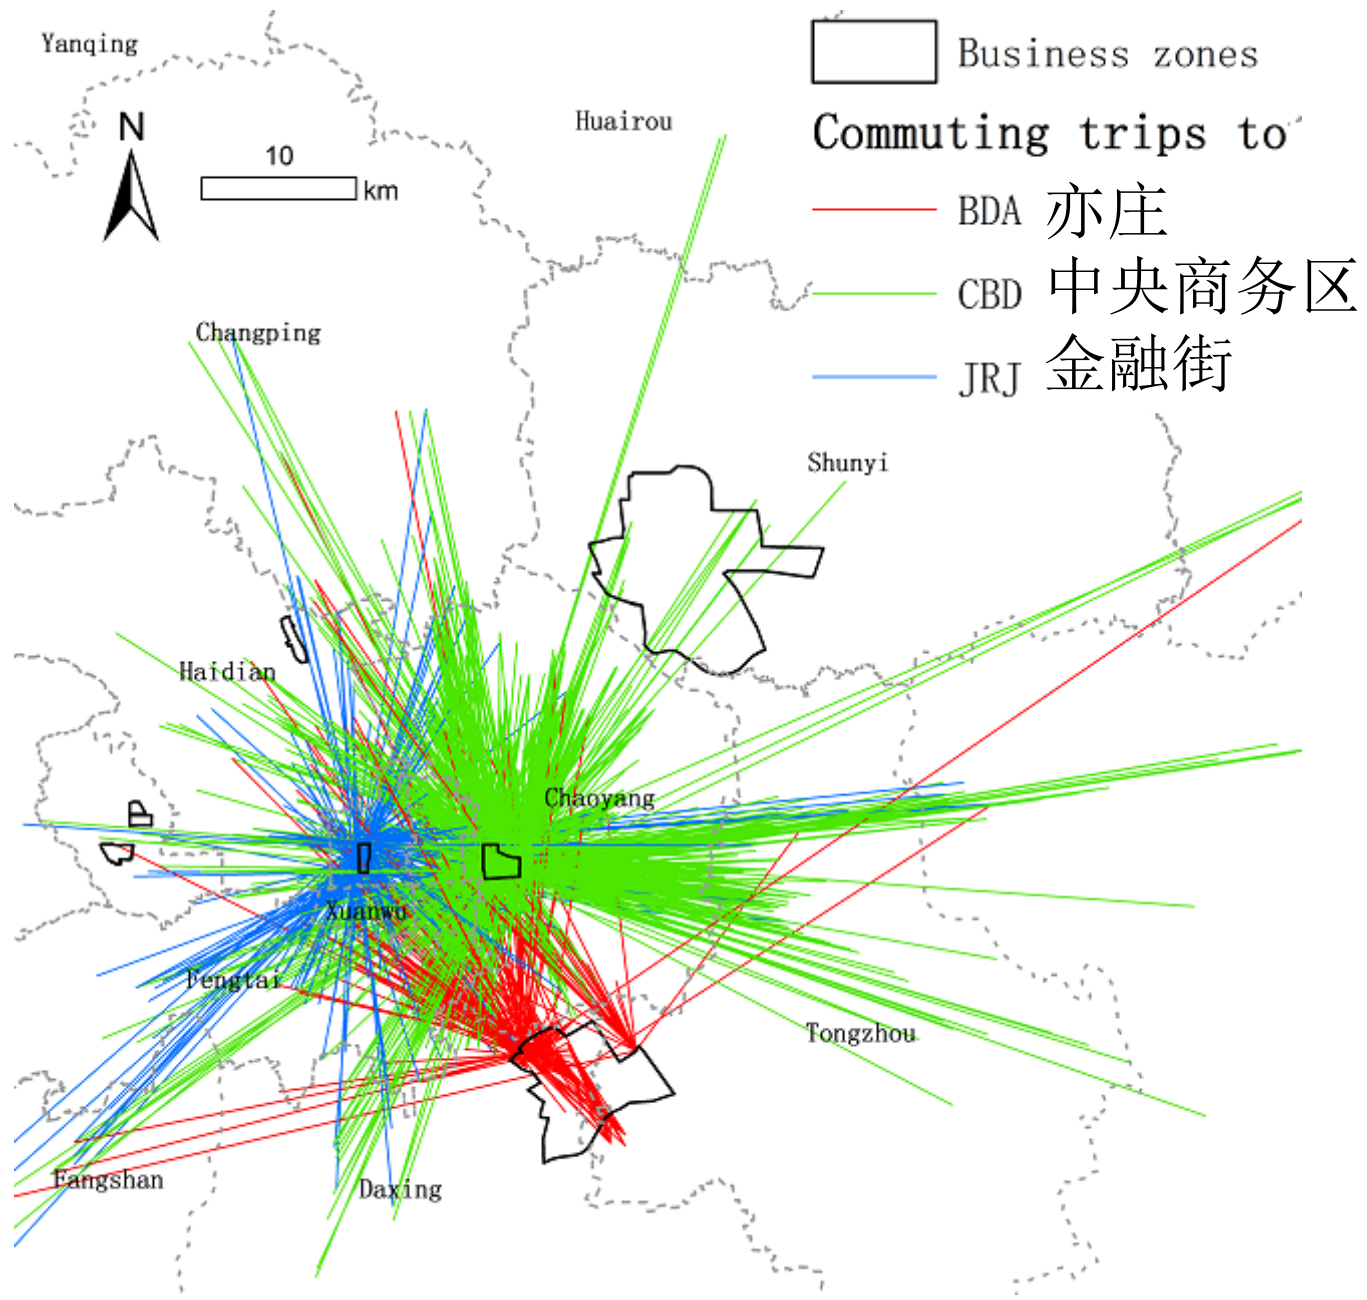 Yanqing
Business zones
Huairou
N
Commuting trips to
10
km
BDA 亦庄
CBD 中央商务区
Changping
JRJ 金融街
Shunyi
Haidian
Chaoyang
Xuanwu
Fengtai
Tongzhou
Fangshan
Daxing